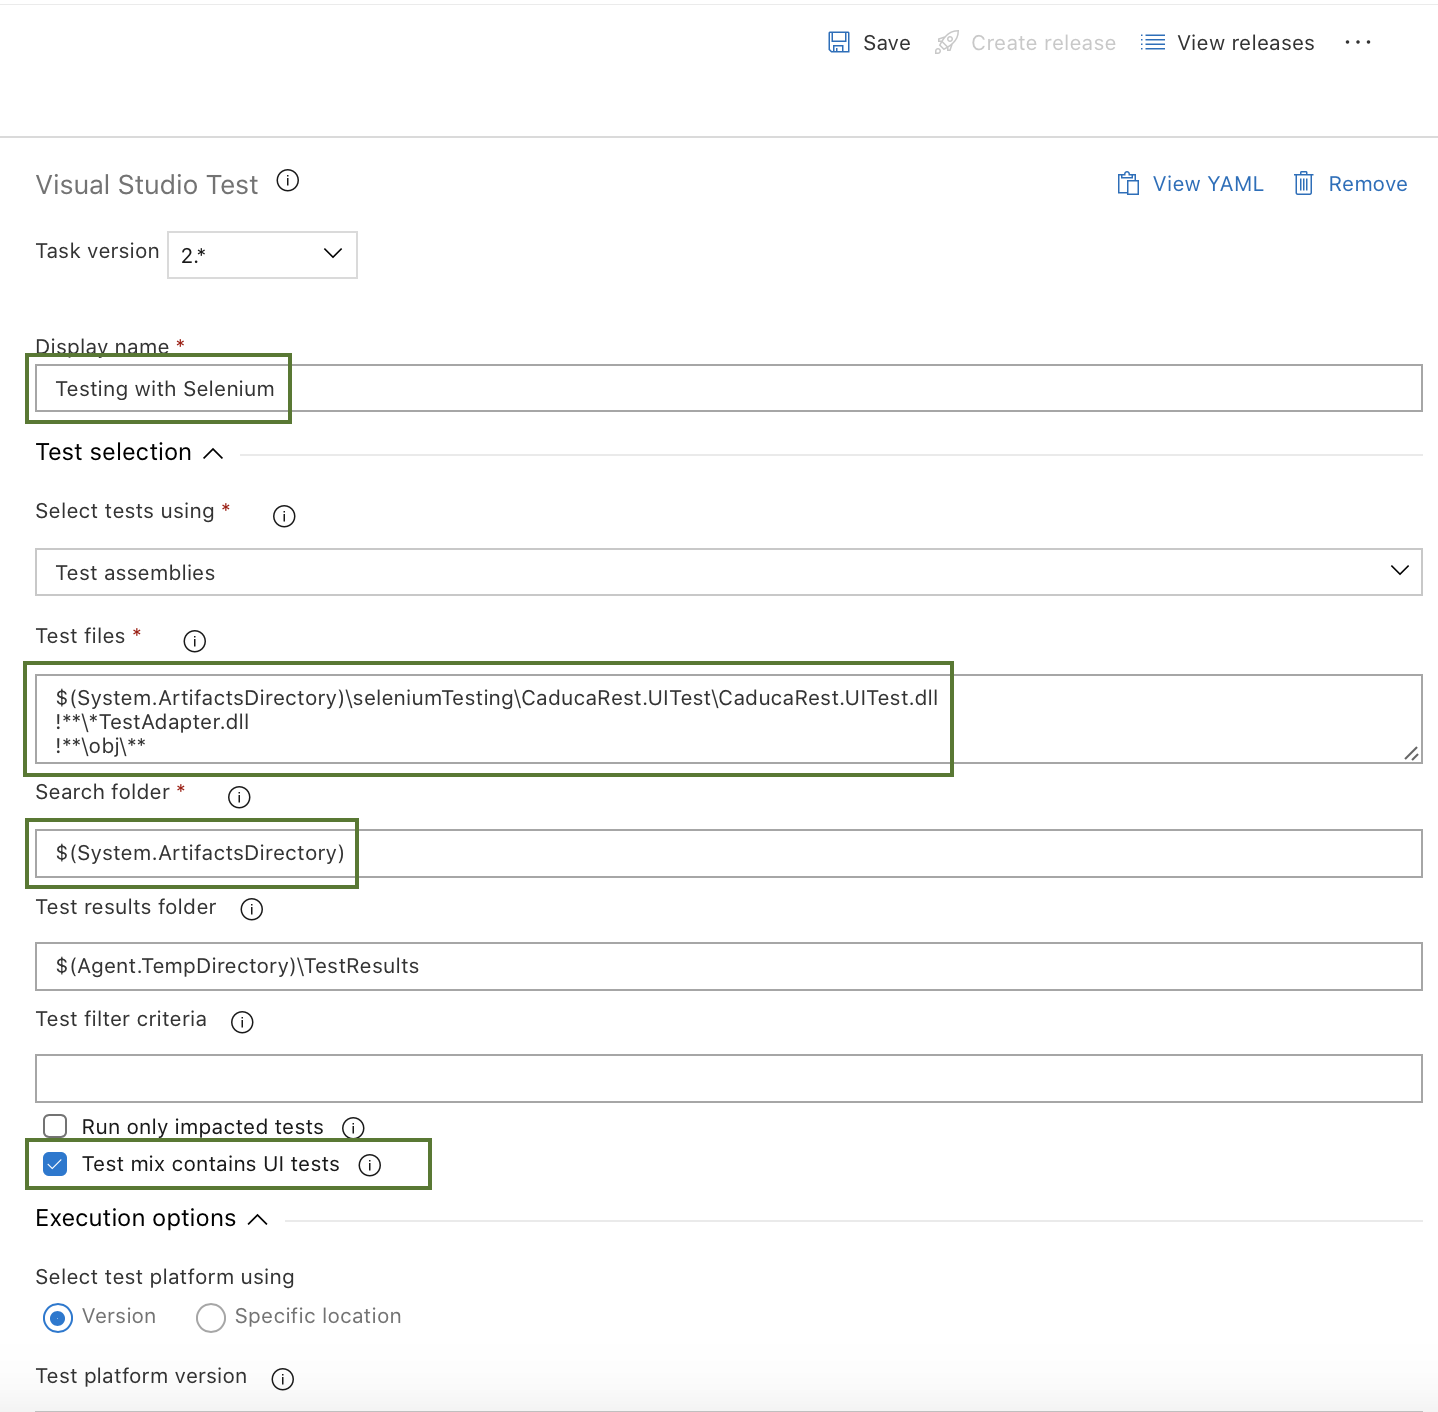 Save Create release View releases ...
Visual Studio Test
View YAML Remove
Task version 2.*
Display name *
Testing with Selenium
Test selection
Select tests using *
Test assemblies
Test files *
$(System.ArtifactsDirectory)\seleniumTesting\CaducaRest.UITest\CaducaRest.UITest.dll
!**\*TestAdapter.dll
!**\obj\**
Search folder *
$(System.ArtifactsDirectory)
Test results folder
$(Agent.TempDirectory)\TestResults
Test filter criteria
Run only impacted tests
Test mix contains UI tests
Execution options
Select test platform using
Version Specific location
Test platform version